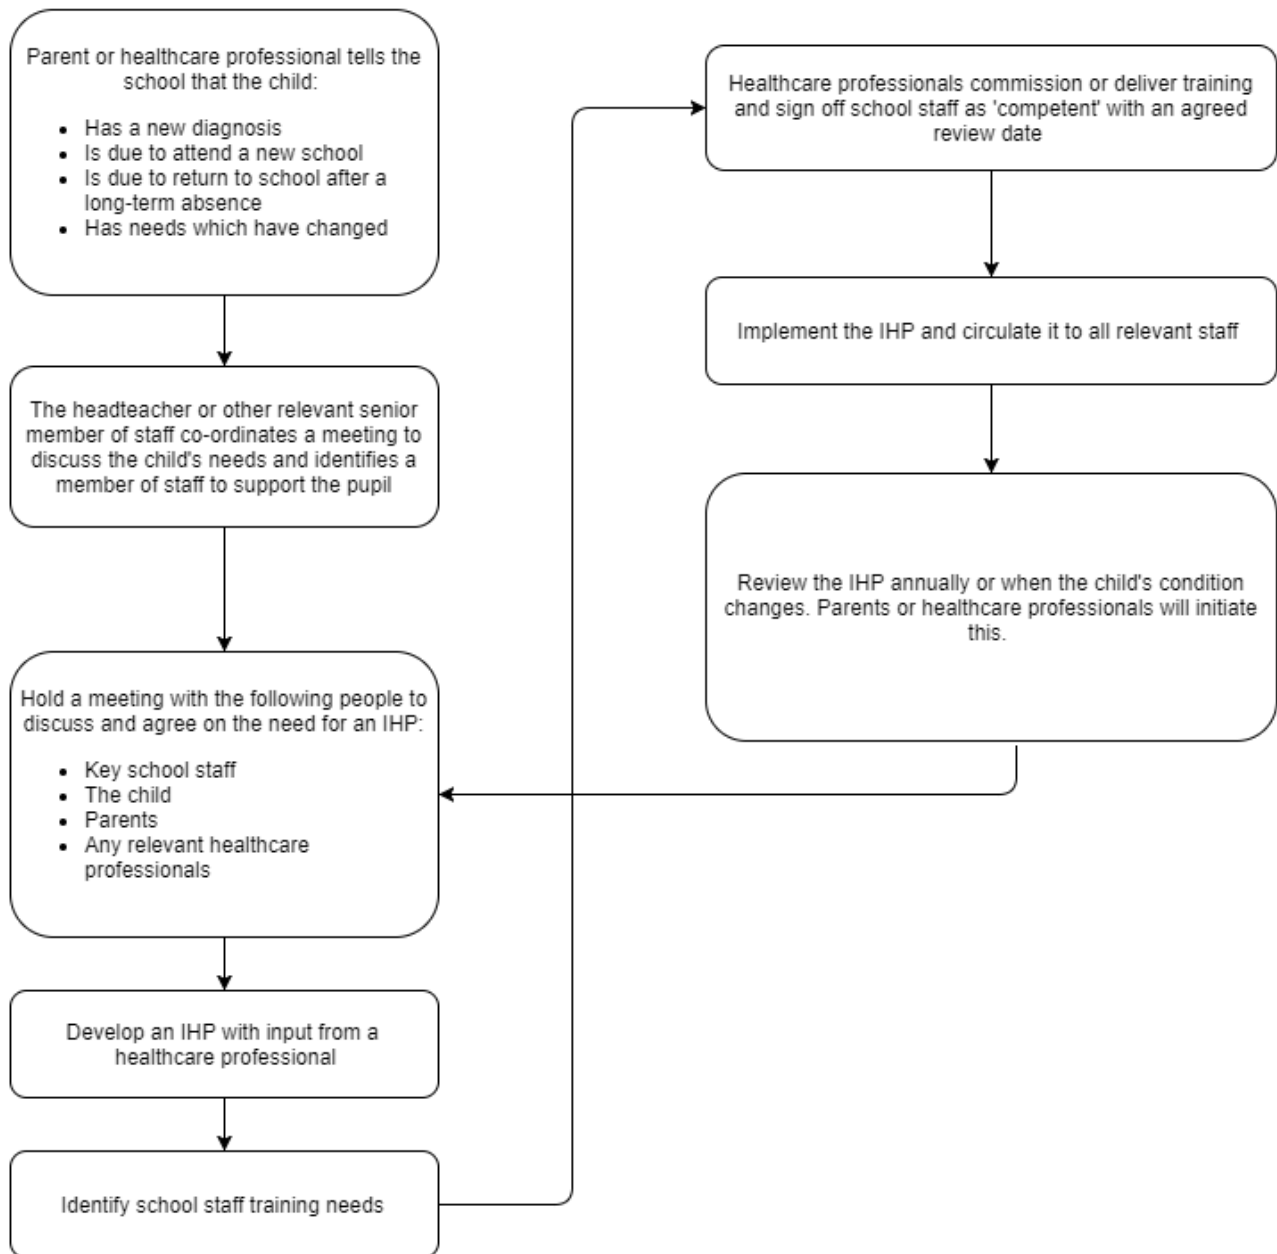 Parent or healthcare professional tells the
school that the child:
• Has a new diagnosis
• Is due to attend a new school
• Is due to return to school after a
long-term absence
• Has needs which have changed
The headteacher or other relevant senior
member of staff co-ordinates a meeting to
discuss the child's needs and identifies a
member of staff to support the pupil
Hold a meeting with the following people to
discuss and agree on the need for an IHP:
• Key school staff
• The child
• Parents
• Any relevant healthcare
professionals
Develop an IHP with input from a
healthcare professional
Identify school staff training needs
Healthcare professionals commission or deliver training
and sign off school staff as 'competent' with an agreed
review date
Implement the IHP and circulate it to all relevant staff
Review the IHP annually or when the child's condition
changes. Parents or healthcare professionals will initiate
this.